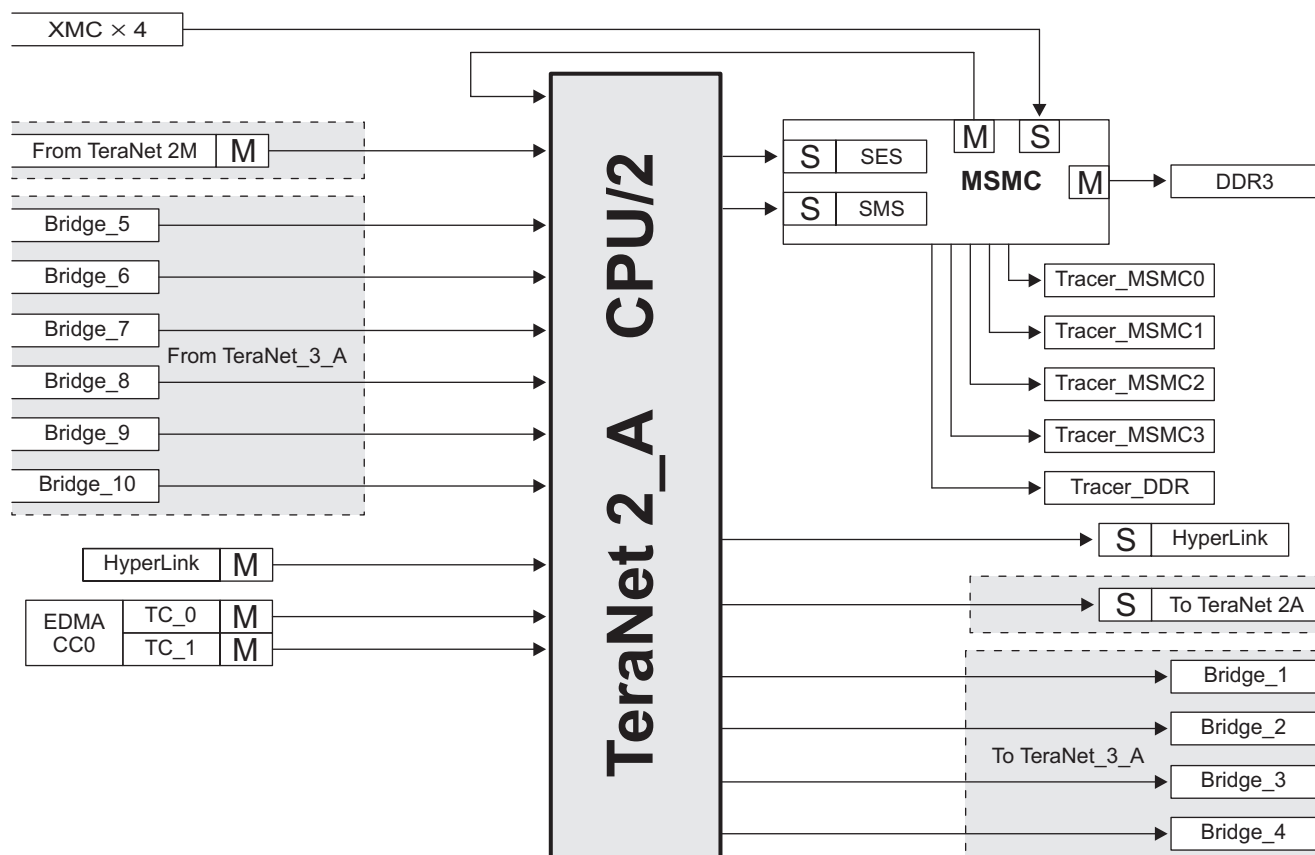 XMC × 4
From TeraNet 2M M
Bridge_5
Bridge_6
Bridge_7
From TeraNet_3_A
Bridge_8
Bridge_9
Bridge_10
HyperLink M
EDMA CC0
TC_0 M
TC_1 M
TeraNet 2_A CPU/2
S SES
S SMS
M
S
MSMC
M
DDR3
Tracer_MSMC0
Tracer_MSMC1
Tracer_MSMC2
Tracer_MSMC3
Tracer_DDR
S HyperLink
S To TeraNet 2A
Bridge_1
Bridge_2
To TeraNet_3_A
Bridge_3
Bridge_4